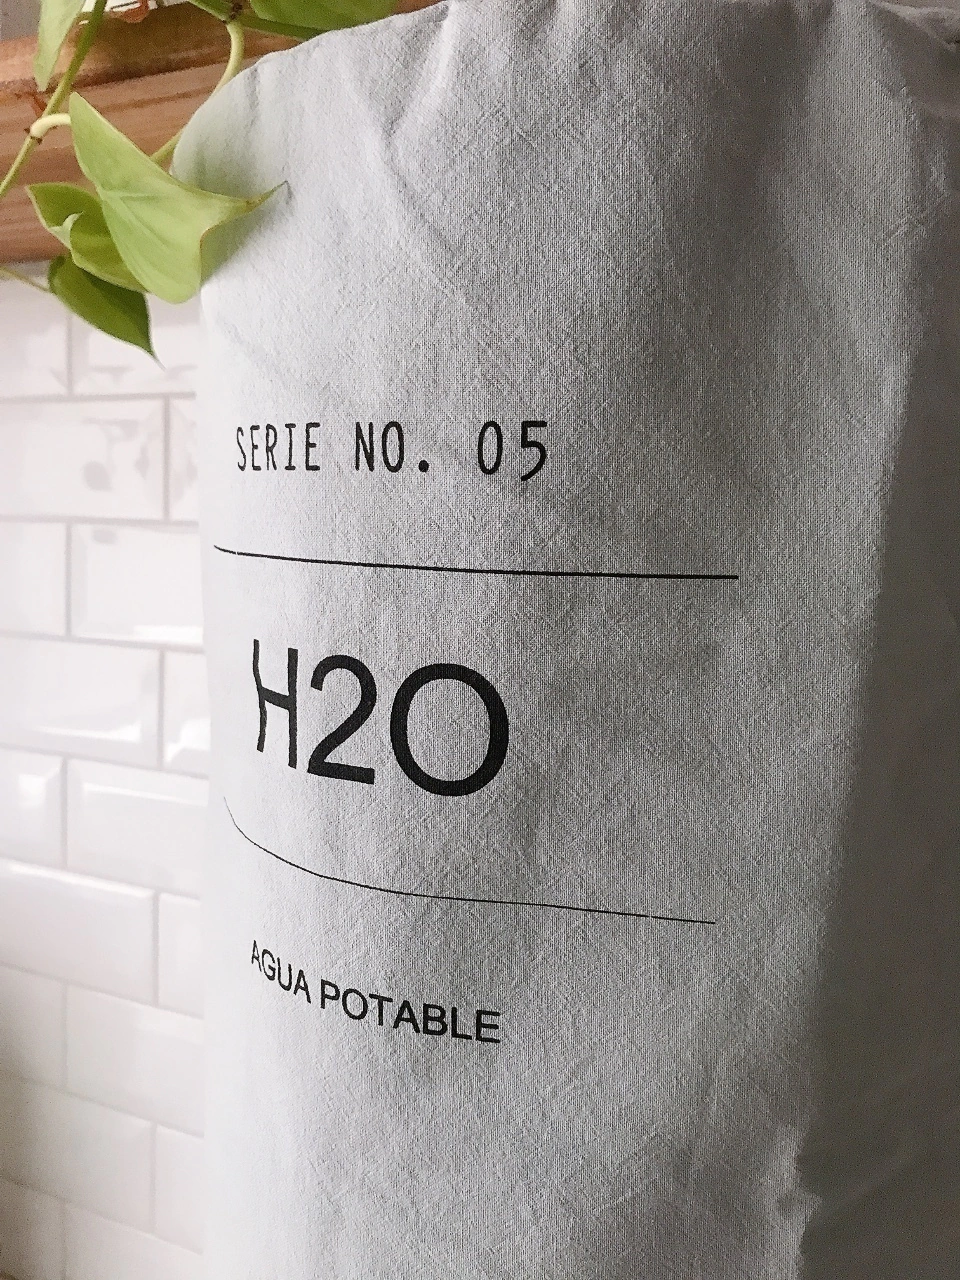 SERIE NO. 05
H2O
AGUA POTABLE